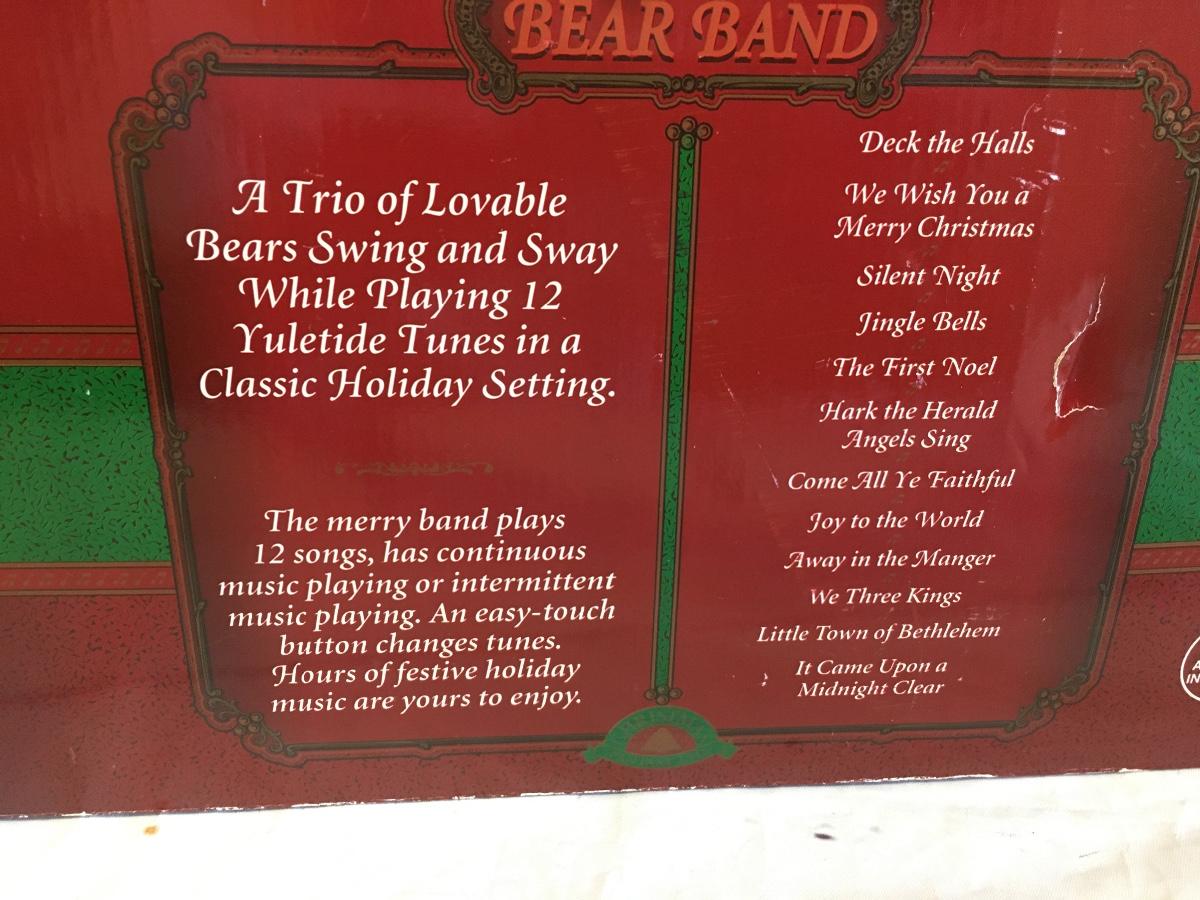 BEAR BAND
A Trio of Lovable
Bears Swing and Sway
While Playing 12
Yuletide Tunes in a
Classic Holiday Setting.
The merry band plays
12 songs, has continuous
music playing or intermittent
music playing. An easy-touch
button changes tunes.
Hours of festive holiday
music are yours to enjoy.
Deck the Halls
We Wish You a
Merry Christmas
Silent Night
Jingle Bells
The First Noel
Hark the Herald
Angels Sing
Come All Ye Faithful
Joy to the World
Away in the Manger
We Three Kings
Little Town of Bethlehem
It Came Upon a
Midnight Clear